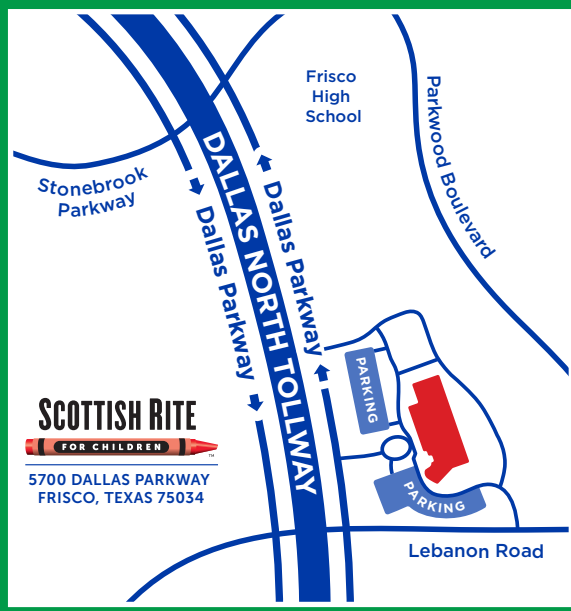 Frisco
High
School
Parkwood Boulevard
Stonebrook
Parkway
DALLAS NORTH TOLLWAY
Dallas Parkway
Dallas Parkway
PARKING
PARKING
SCOTTISH RITE
FOR CHILDREN
TM
5700 DALLAS PARKWAY
FRISCO, TEXAS 75034
Lebanon Road